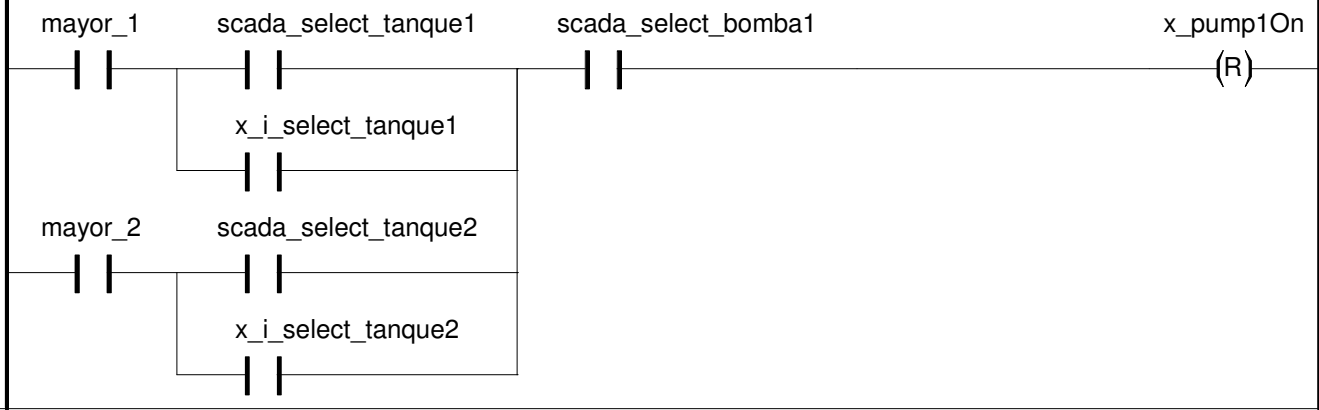 mayor_1 scada_select_tanque1 scada_select_bomba1 x_pump1On
(R)
x_i_select_tanque1
mayor_2 scada_select_tanque2
x_i_select_tanque2